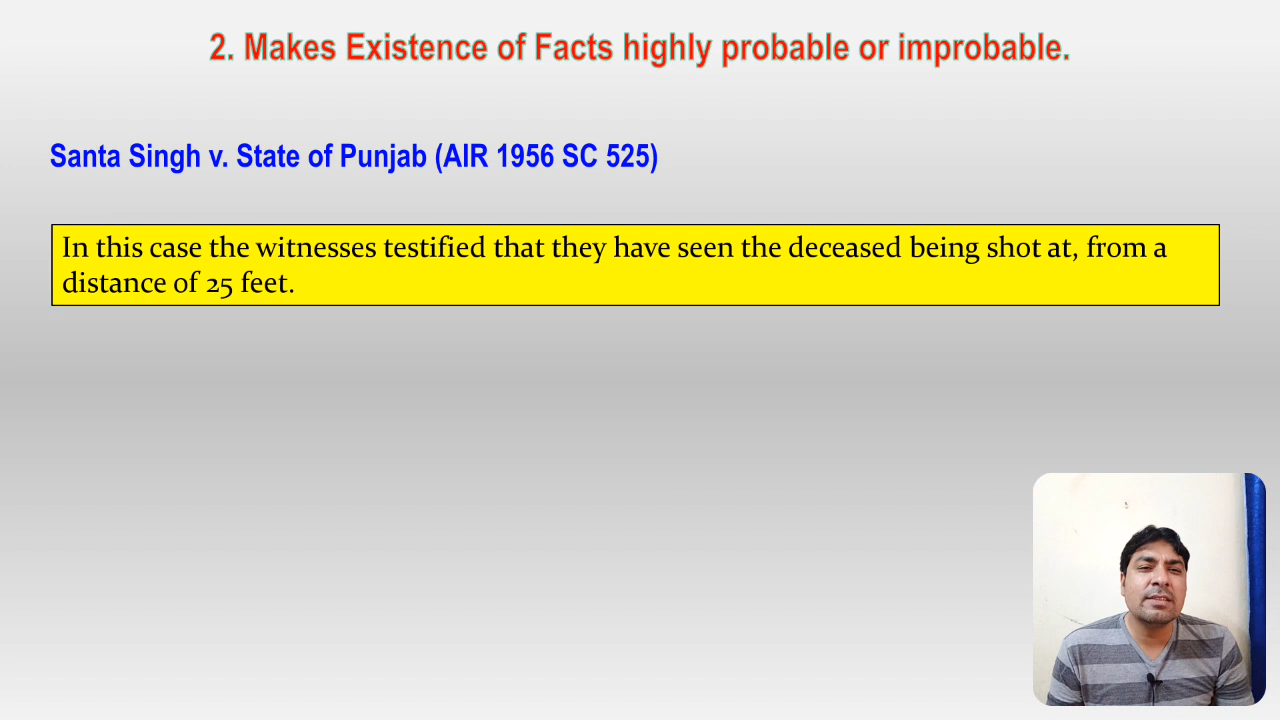 2. Makes Existence of Facts highly probable or improbable.
Santa Singh v. State of Punjab (AIR 1956 SC 525)
In this case the witnesses testified that they have seen the deceased being shot at, from a
distance of 25 feet.